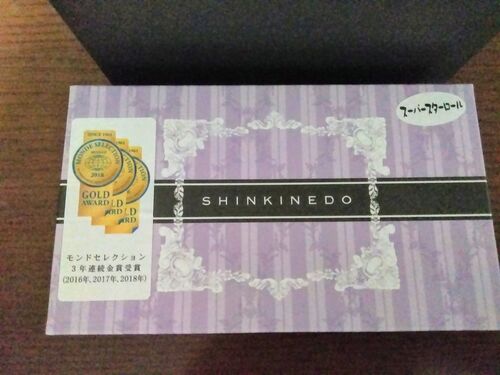 スーパースターロール
SINCE 1961
MONDE SELECTION
2018
GOLD
AWARD
SHINKINEDO
モンドセレクション
3年連続金賞受賞
(2016年、2017年、2018年)